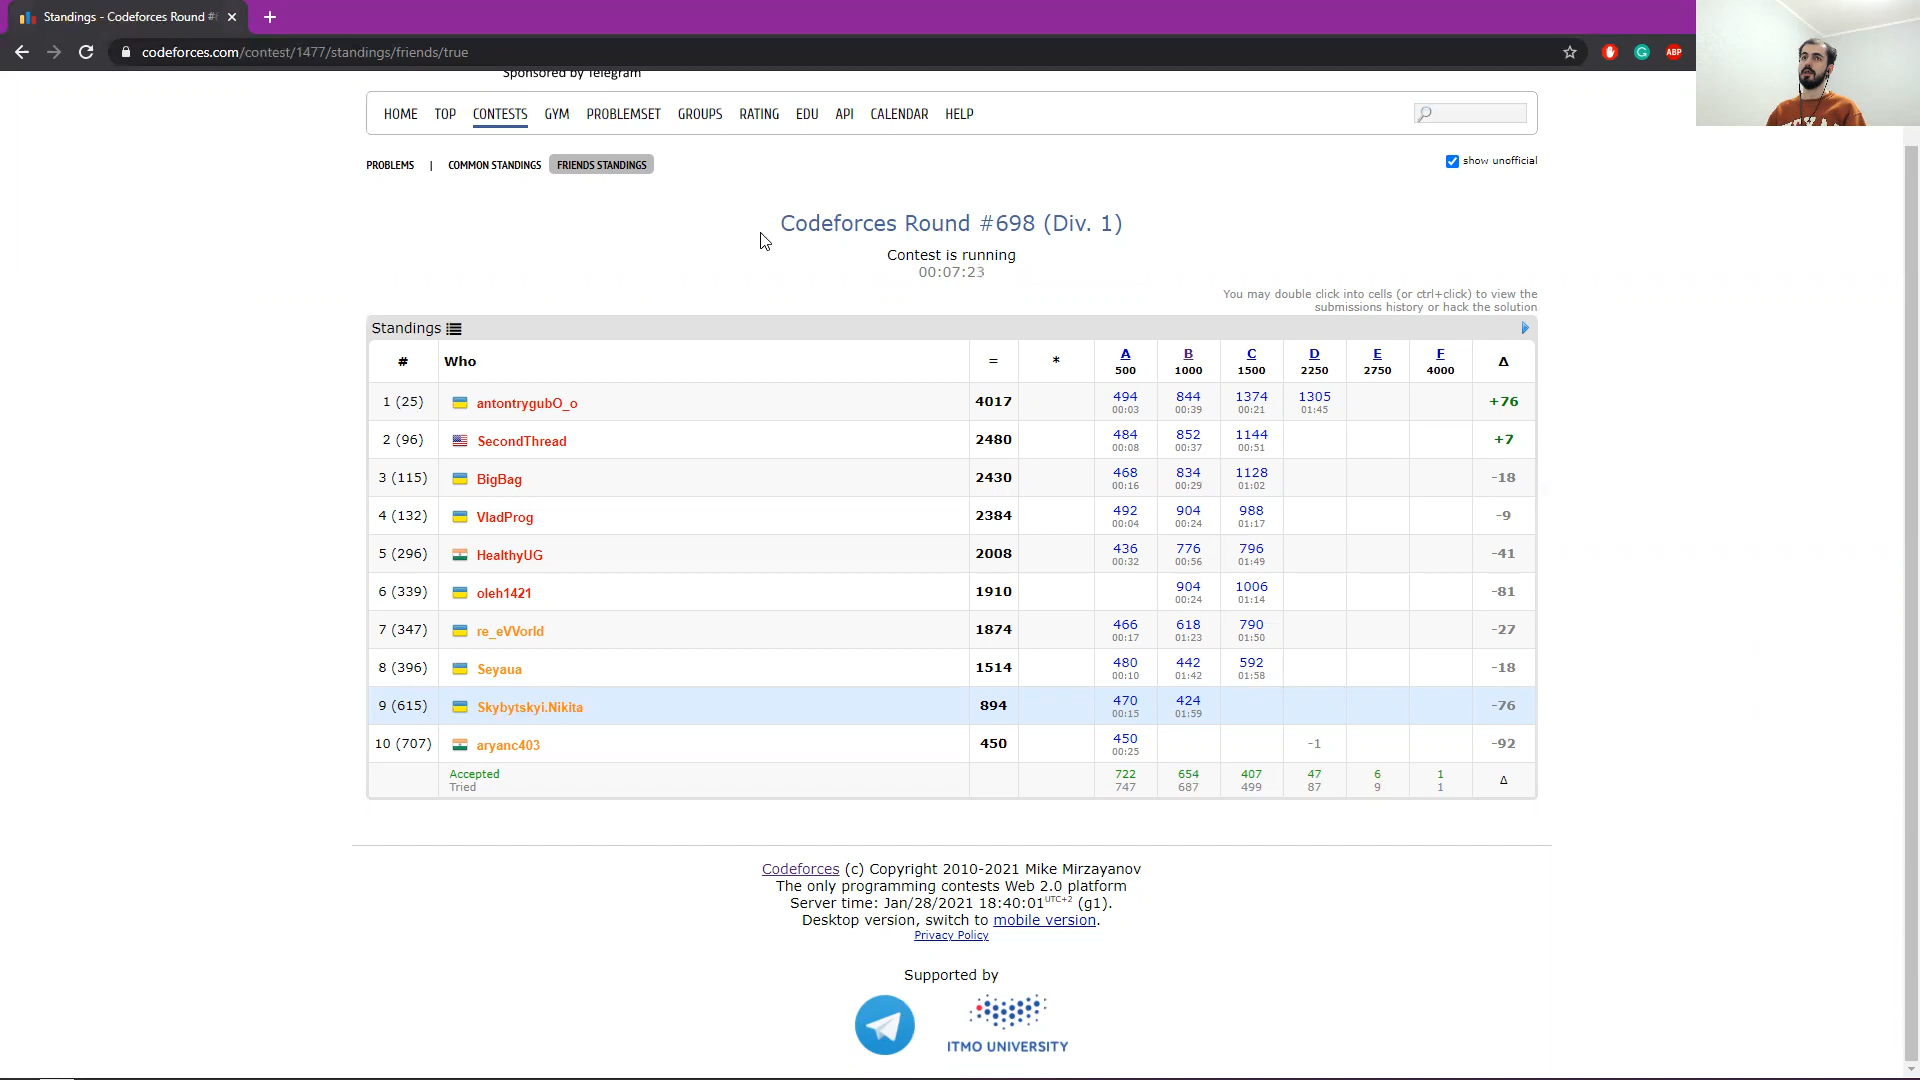 Standings - Codeforces Round #6
codeforces.com/contest/1477/standings/friends/true
ABP
Sponsored by Telegram
HOME TOP CONTESTS GYM PROBLEMSET GROUPS RATING EDU API CALENDAR HELP
PROBLEMS | COMMON STANDINGS FRIENDS STANDINGS
show unofficial
Codeforces Round #698 (Div. 1)
Contest is running
00:07:23
You may double click into cells (or ctrl+click) to view the
submissions history or hack the solution
Standings
# Who = * A B C D E F Δ
500 1000 1500 2250 2750 4000
1 (25) antontrygubO_o 4017 494 844 1374 1305 +76
00:03 00:39 00:21 01:45
2 (96) SecondThread 2480 484 852 1144 +7
00:08 00:37 00:51
3 (115) BigBag 2430 468 834 1128 -18
00:16 00:29 01:02
4 (132) VladProg 2384 492 904 988 -9
00:04 00:24 01:17
5 (296) HealthyUG 2008 436 776 796 -41
00:32 00:56 01:49
6 (339) oleh1421 1910 904 1006 -81
00:24 01:14
7 (347) re_eVVorld 1874 466 618 790 -27
00:17 01:23 01:50
8 (396) Seyaua 1514 480 442 592 -18
00:10 01:42 01:58
9 (615) Skybytskyi.Nikita 894 470 424 -76
00:15 01:59
10 (707) aryanc403 450 450 -1 -92
00:25
Accepted 722 654 407 47 6 1 Δ
Tried 747 687 499 87 9 1
Codeforces (c) Copyright 2010-2021 Mike Mirzayanov
The only programming contests Web 2.0 platform
Server time: Jan/28/2021 18:40:01 UTC+2 (g1).
Desktop version, switch to mobile version.
Privacy Policy
Supported by
ITMO UNIVERSITY